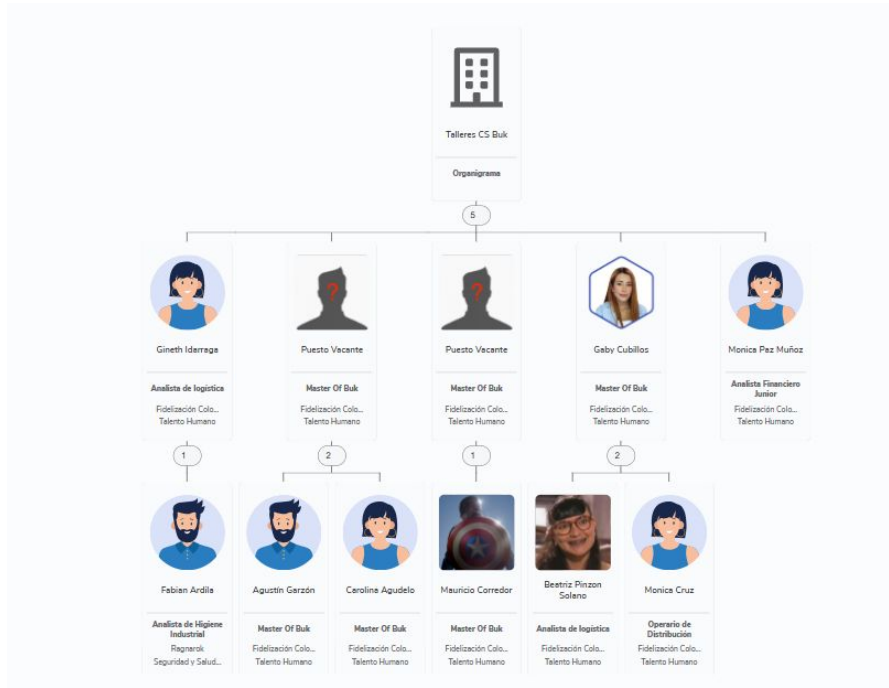 Talleres CS Buk
Organigrama
5
Gineth Idarraga
Analista de logística
Fidelización Colo...
Talento Humano
1
?
Puesto Vacante
Master Of Buk
Fidelización Colo...
Talento Humano
2
?
Puesto Vacante
Master Of Buk
Fidelización Colo...
Talento Humano
1
Gaby Cubillos
Master Of Buk
Fidelización Colo...
Talento Humano
2
Monica Paz Muñoz
Analista Financiero
Junior
Fidelización Colo...
Talento Humano
Fabian Ardila
Analista de Higiene
Industrial
Ragnarok
Seguridad y Salud...
Agustín Garzón
Master Of Buk
Fidelización Colo...
Talento Humano
Carolina Agudelo
Master Of Buk
Fidelización Colo...
Talento Humano
Mauricio Corredor
Master Of Buk
Fidelización Colo...
Talento Humano
Beatriz Pinzon
Solano
Analista de logística
Fidelización Colo...
Talento Humano
Monica Cruz
Operario de
Distribución
Fidelización Colo...
Talento Humano